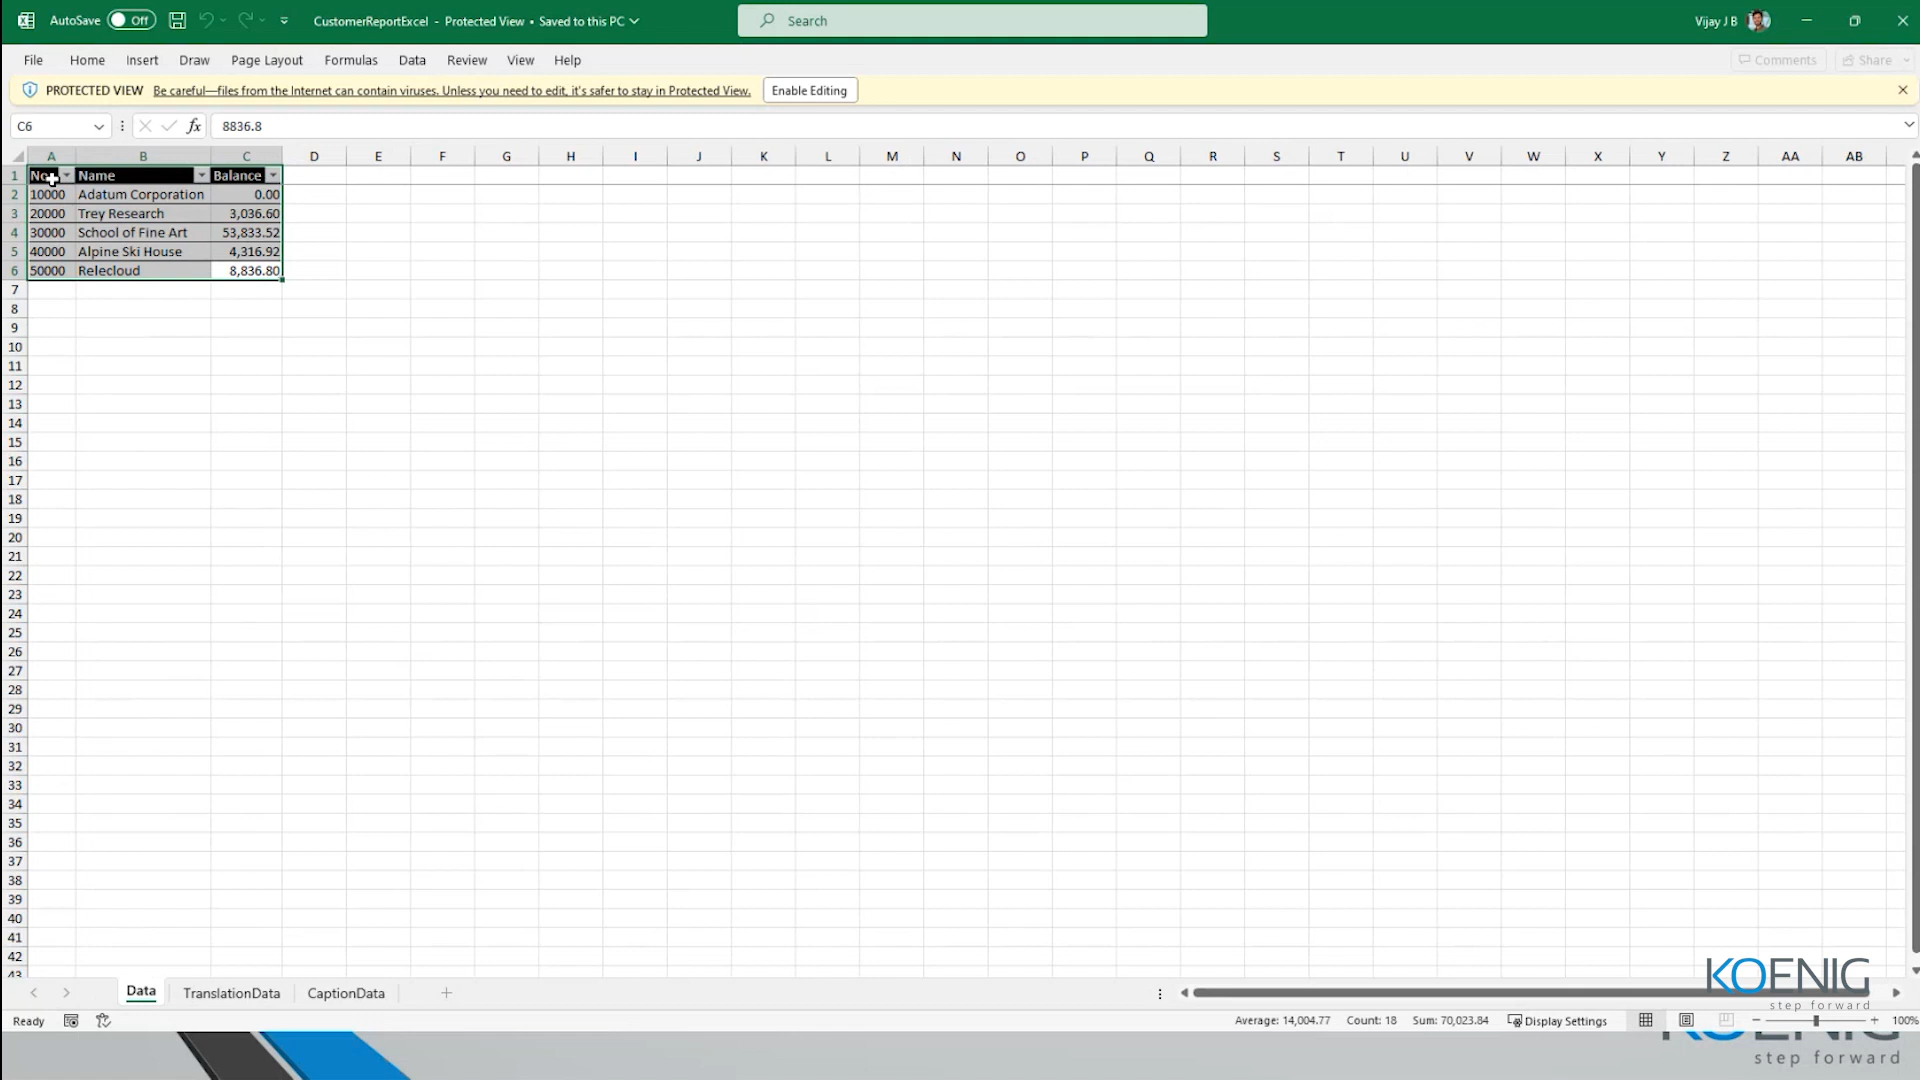 AutoSave Off CustomerReportExcel - Protected View • Saved to this PC Search Vijay J B
File Home Insert Draw Page Layout Formulas Data Review View Help Comments Share
PROTECTED VIEW Be careful—files from the Internet can contain viruses. Unless you need to edit, it's safer to stay in Protected View. Enable Editing
C6 fx 8836.8
A B C D E F G H I J K L M N O P Q R S T U V W X Y Z AA AB
1 No. Name Balance
2 10000 Adatum Corporation 0.00
3 20000 Trey Research 3,036.60
4 30000 School of Fine Art 53,833.52
5 40000 Alpine Ski House 4,316.92
6 50000 Relecloud 8,836.80
7
8
9
10
11
12
13
14
15
16
17
18
19
20
21
22
23
24
25
26
27
28
29
30
31
32
33
34
35
36
37
38
39
40
41
42
43
KOENIG
step forward
Data TranslationData CaptionData
Ready Average: 14,004.77 Count: 18 Sum: 70,023.84 Display Settings 100%
KOENIG
step forward